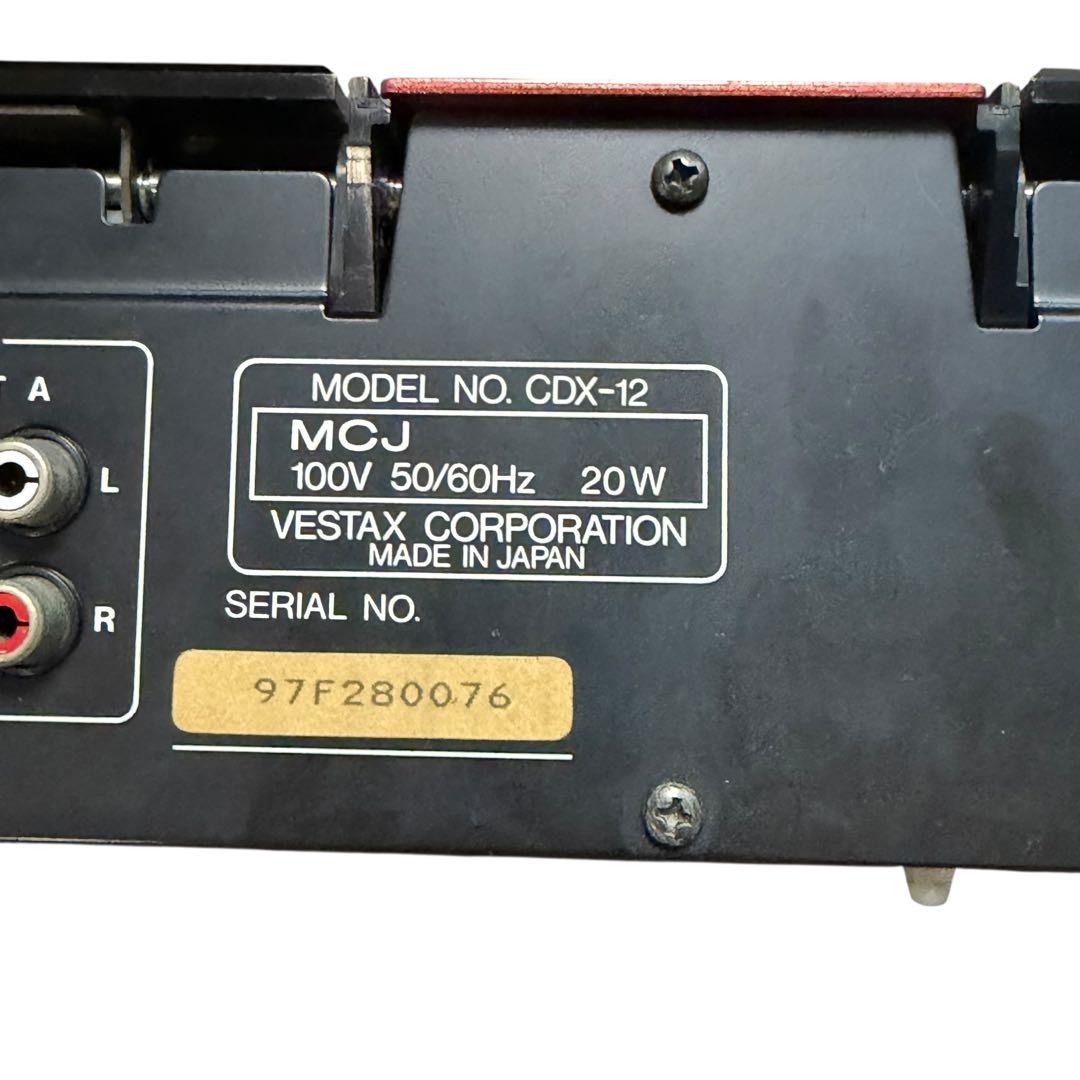 A
L
R
MODEL NO. CDX-12
MCJ
100V 50/60Hz 20W
VESTAX CORPORATION
MADE IN JAPAN
SERIAL NO.
97F280076